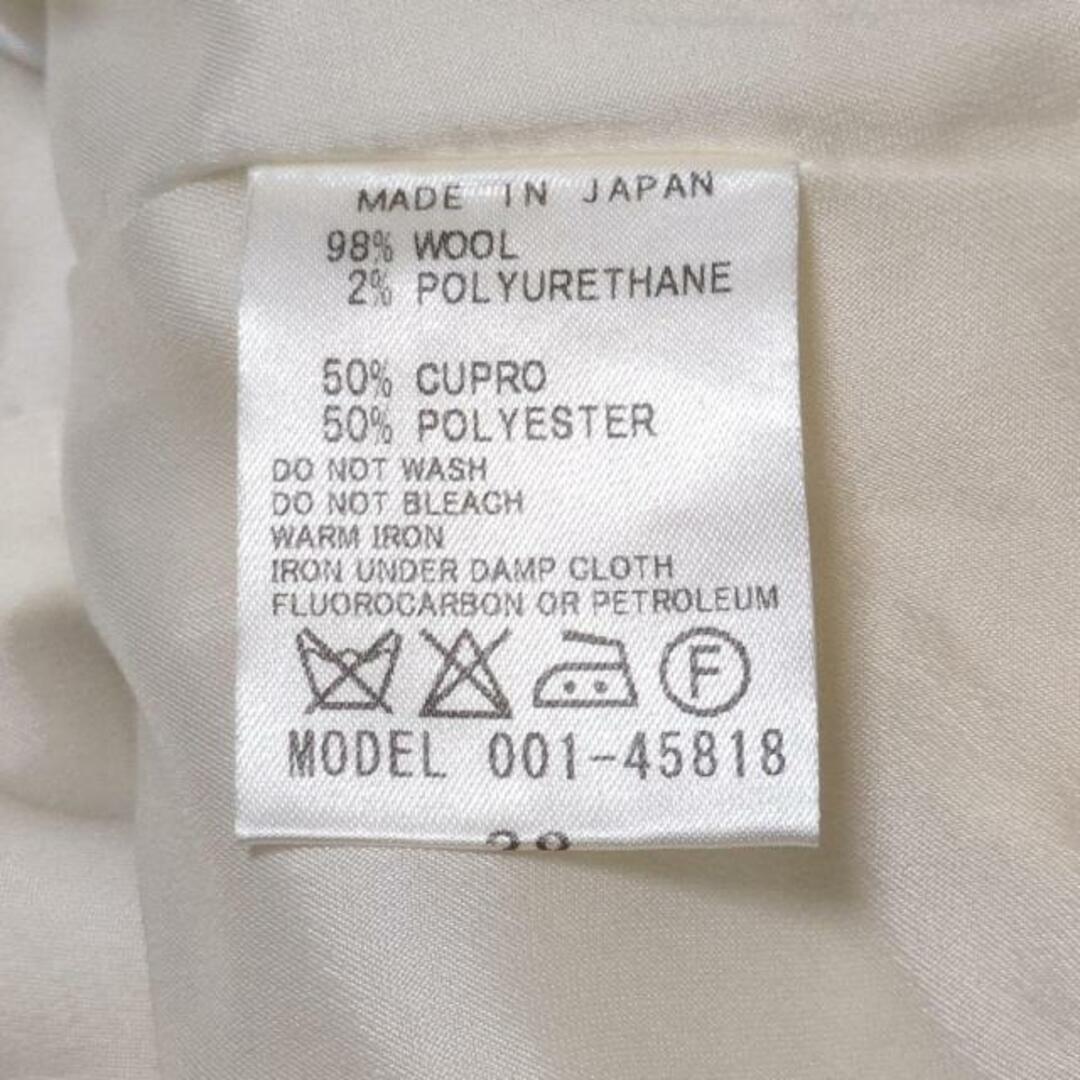 MADE IN JAPAN
98% WOOL
2% POLYURETHANE
50% CUPRO
50% POLYESTER
DO NOT WASH
DO NOT BLEACH
WARM IRON
IRON UNDER DAMP CLOTH
FLUOROCARBON OR PETROLEUM
F
MODEL 001-45818